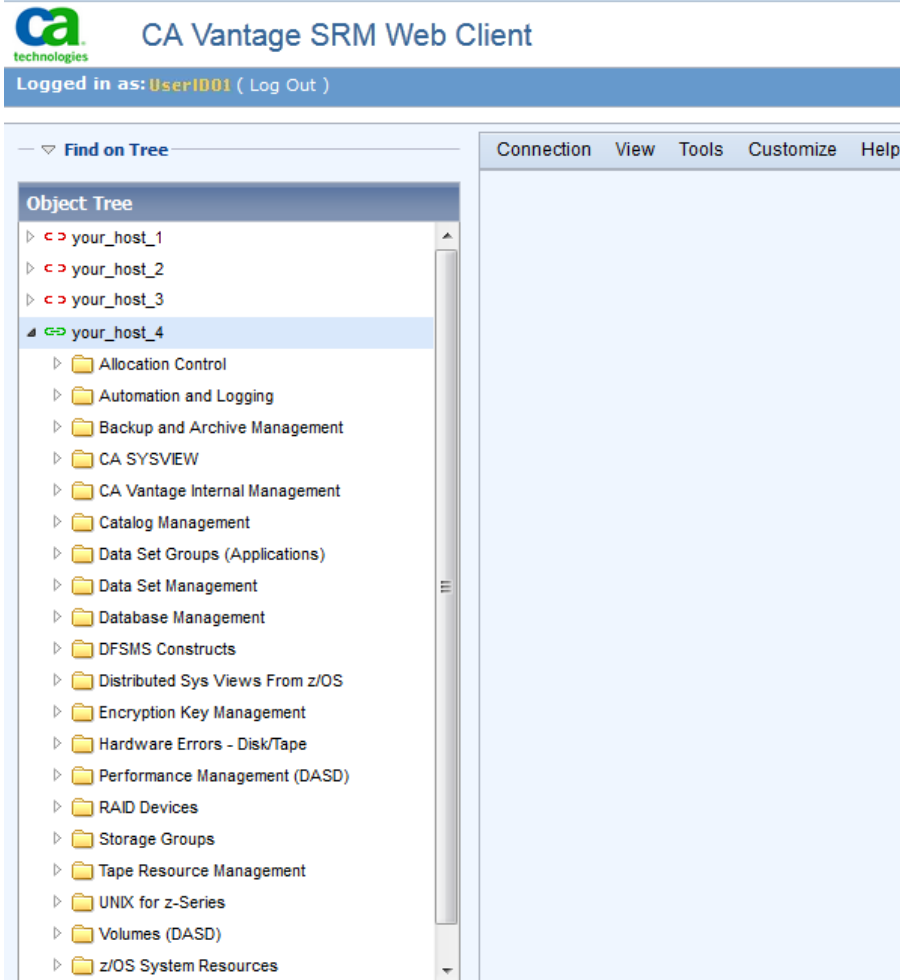 ca
technologies
CA Vantage SRM Web Client
Logged in as: UserID01 ( Log Out )
Find on Tree
Connection View Tools Customize Help
Object Tree
your_host_1
your_host_2
your_host_3
your_host_4
Allocation Control
Automation and Logging
Backup and Archive Management
CA SYSVIEW
CA Vantage Internal Management
Catalog Management
Data Set Groups (Applications)
Data Set Management
Database Management
DFSMS Constructs
Distributed Sys Views From z/OS
Encryption Key Management
Hardware Errors - Disk/Tape
Performance Management (DASD)
RAID Devices
Storage Groups
Tape Resource Management
UNIX for z-Series
Volumes (DASD)
z/OS System Resources